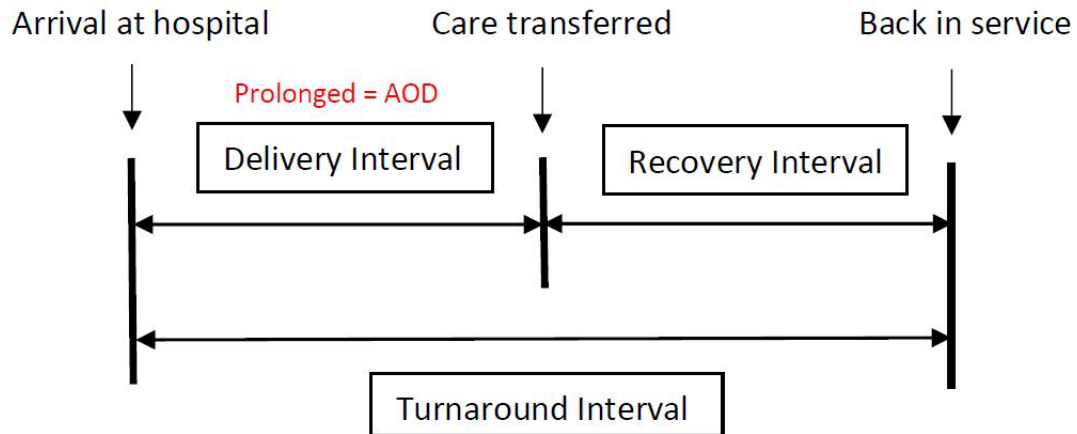 Arrival at hospital
Care transferred
Back in service
Prolonged = AOD
Delivery Interval
Recovery Interval
Turnaround Interval